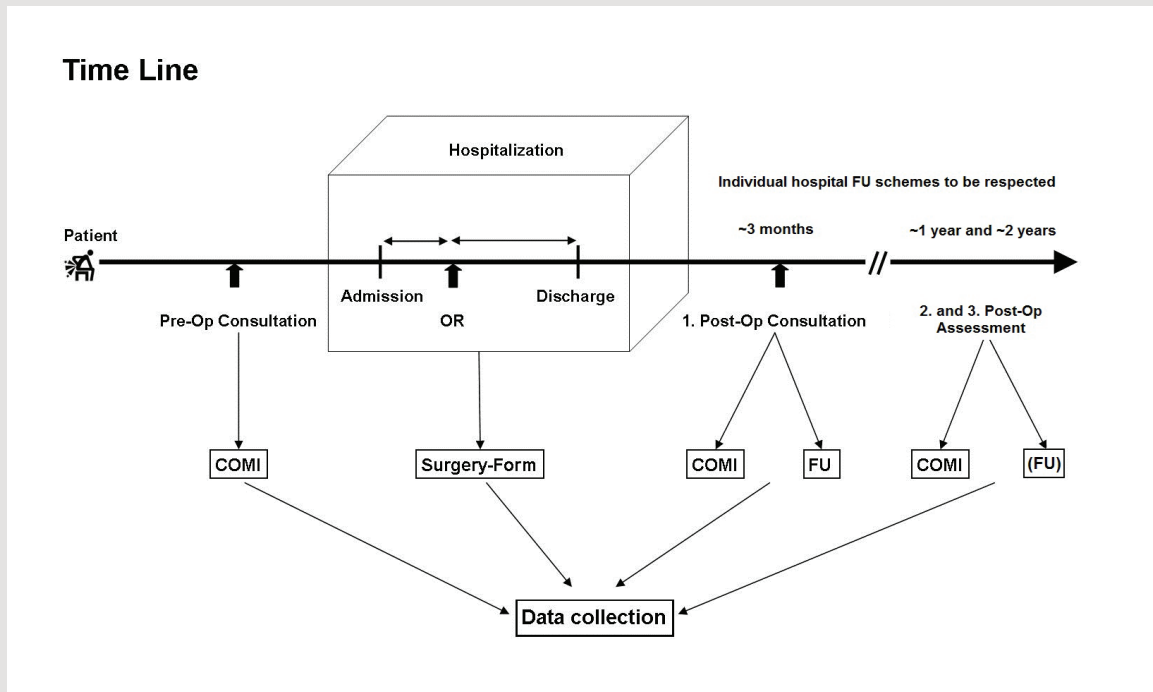 Time Line
Hospitalization
Individual hospital FU schemes to be respected
~3 months
~1 year and ~2 years
Patient
Admission
Discharge
Pre-Op Consultation
OR
1. Post-Op Consultation
2. and 3. Post-Op
Assessment
COMI
Surgery-Form
COMI
FU
COMI
(FU)
Data collection